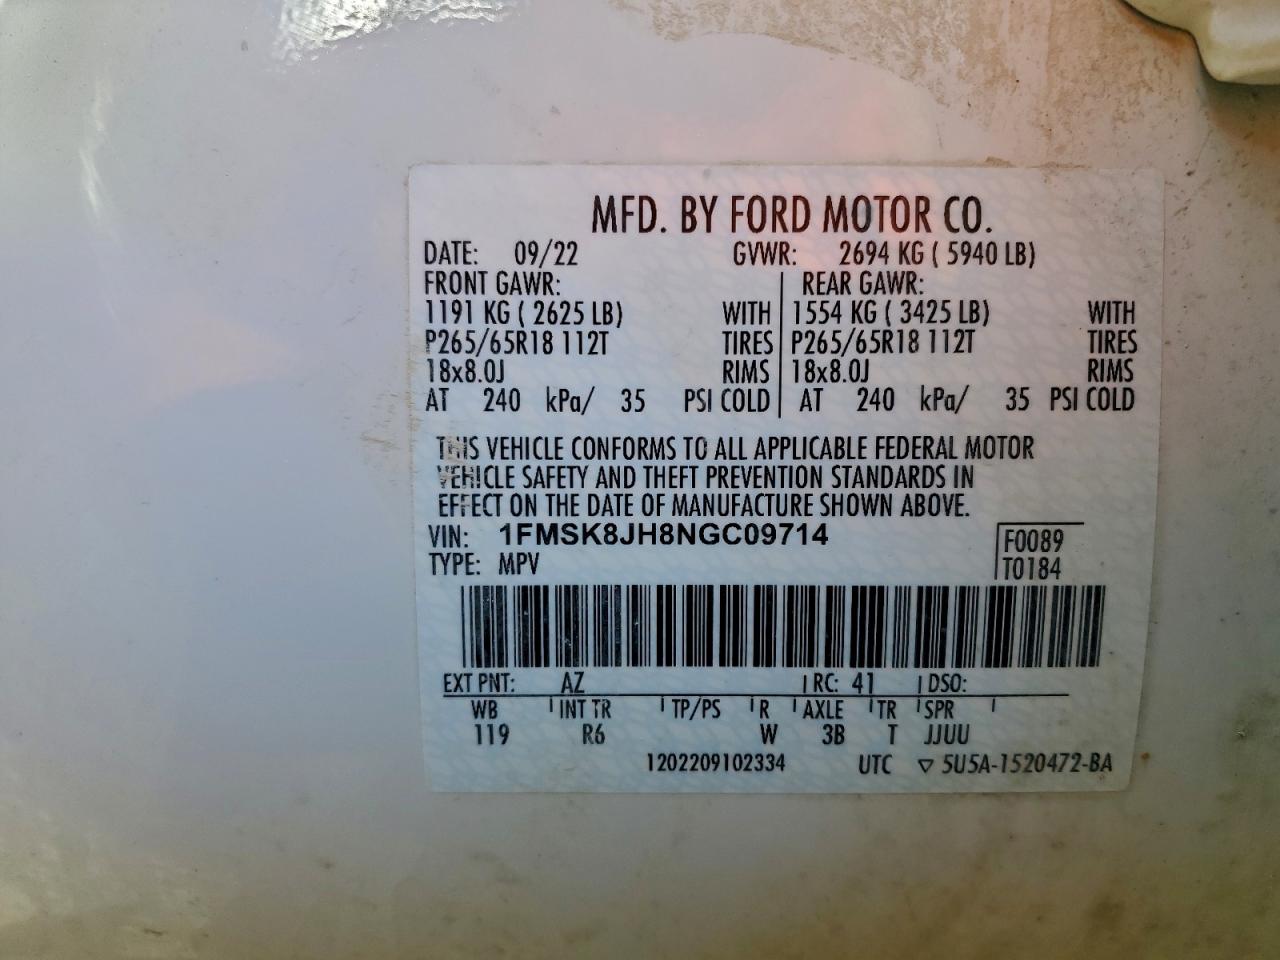 MFD. BY FORD MOTOR CO.
DATE: 09/22 GVWR: 2694 KG ( 5940 LB)
FRONT GAWR: REAR GAWR:
1191 KG ( 2625 LB) WITH 1554 KG ( 3425 LB) WITH
P265/65R18 112T TIRES P265/65R18 112T TIRES
18x8.0J RIMS 18x8.0J RIMS
AT 240 kPa/ 35 PSI COLD AT 240 kPa/ 35 PSI COLD
THIS VEHICLE CONFORMS TO ALL APPLICABLE FEDERAL MOTOR
VEHICLE SAFETY AND THEFT PREVENTION STANDARDS IN
EFFECT ON THE DATE OF MANUFACTURE SHOWN ABOVE.
VIN: 1FMSK8JH8NGC09714 F0089
TYPE: MPV T0184
EXT PNT: AZ RC: 41 DSO:
WB INT TR TP/PS R AXLE TR SPR
119 R6 W 3B T JJUU
1202209102334 UTC ▽ 5U5A-1520472-BA